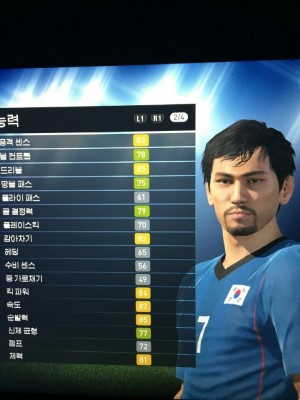 능력 L1 R1 2/4
공격 센스 85
볼 컨트롤 78
드리블 85
땅볼 패스 75
플라이 패스 61
골 결정력 79
플레이스킥 70
감아차기 82
헤딩 65
수비 센스 56
볼 가로채기 49
킥 파워 84
속도 87
순발력 85
신체 균형 77
점프 72
체력 81
7